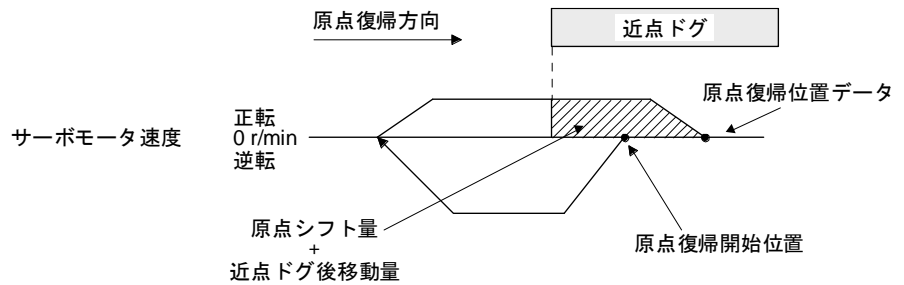 原点復帰方向
近点ドグ
原点復帰位置データ
サーボモータ速度
正転
0 r/min
逆転
原点シフト量
+
近点ドグ後移動量
原点復帰開始位置